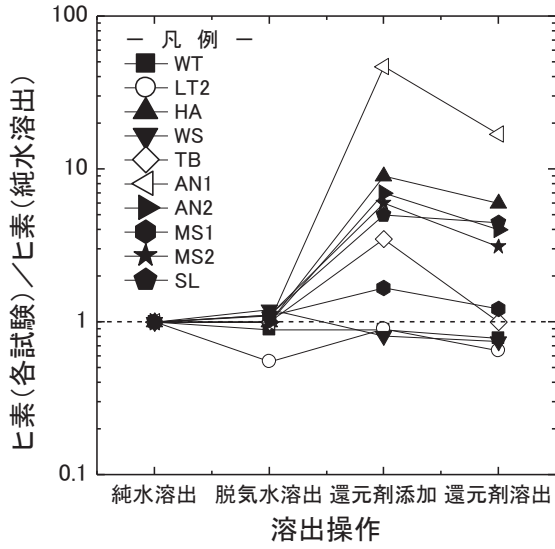 ヒ素(各試験)/ヒ素(純水溶出)
100
10
1
0.1
― 凡 例 ―
WT
LT2
HA
WS
TB
AN1
AN2
MS1
MS2
SL
純水溶出 脱気水溶出 還元剤添加 還元剤溶出
溶出操作